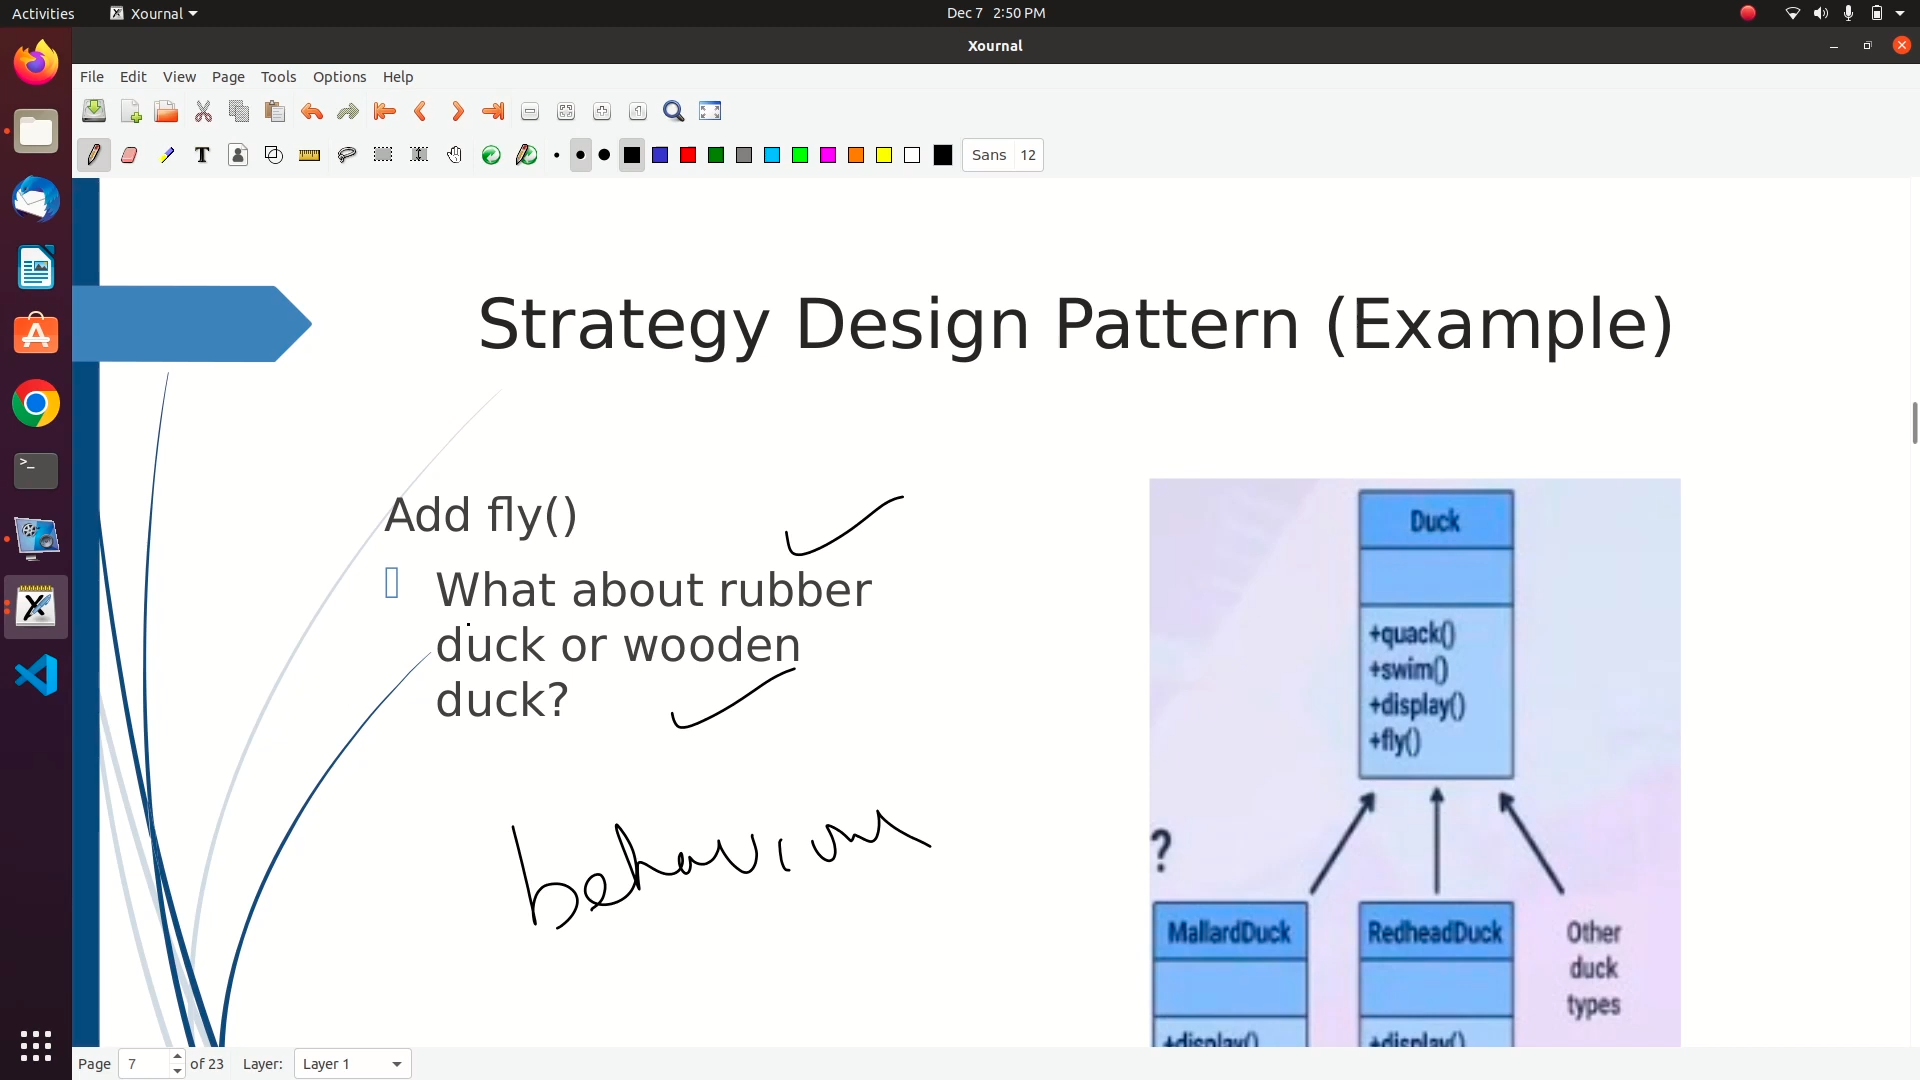 Activities Xournal Dec 7 2:50 PM
Xournal
File Edit View Page Tools Options Help
T Sans 12
Strategy Design Pattern (Example)
Add fly()
What about rubber
duck or wooden
duck?
behaviour
Duck
+quack()
+swim()
+display()
+fly()
?
MallardDuck
RedheadDuck
Other
duck
types
+display()
+display()
Page 7 of 23 Layer: Layer 1